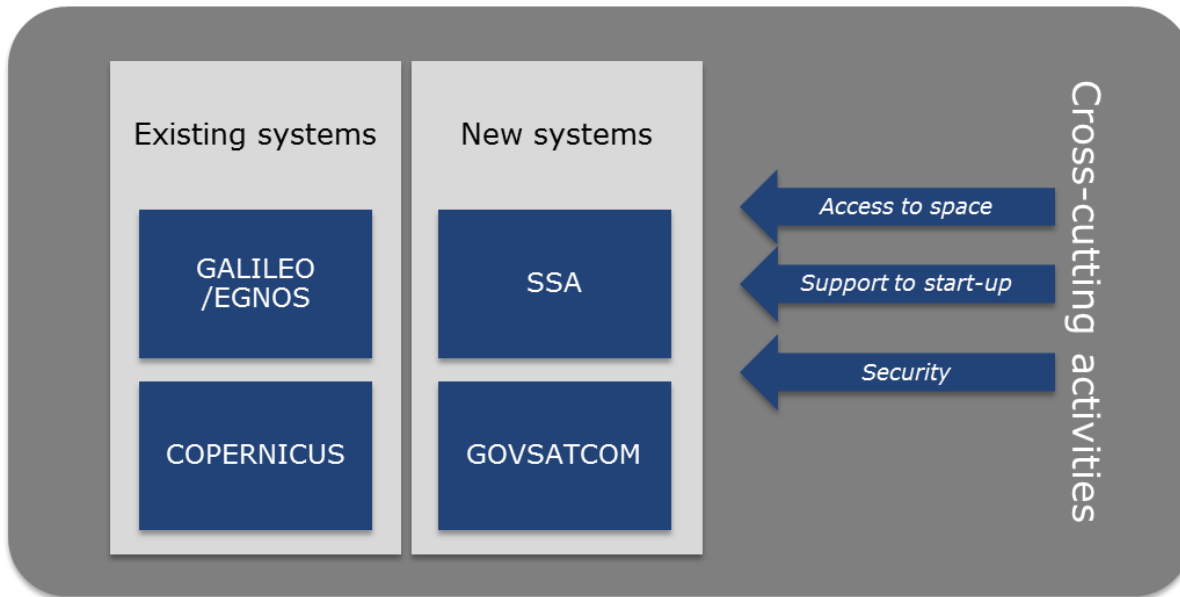 Existing systems
GALILEO
/EGNOS
COPERNICUS
New systems
SSA
GOVSATCOM
Access to space
Support to start-up
Security
Cross-cutting activities